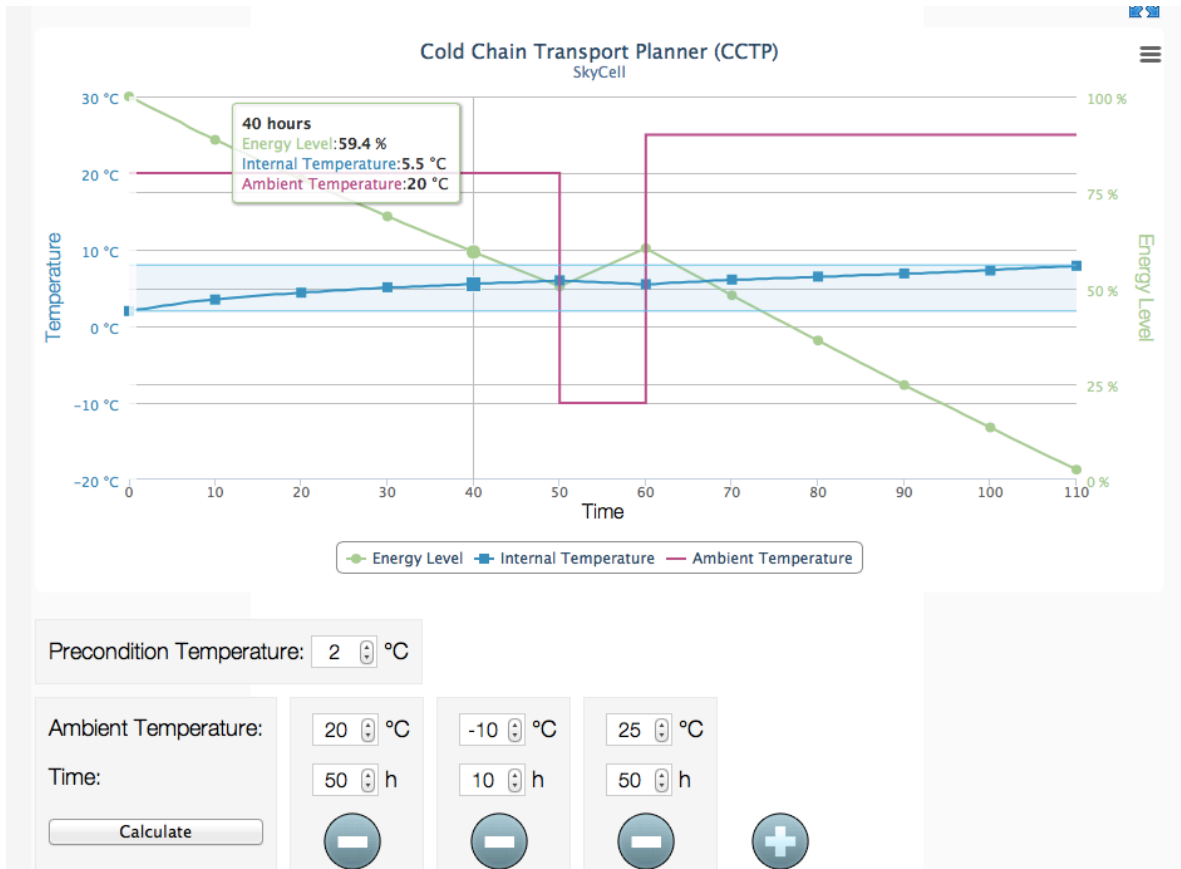 Cold Chain Transport Planner (CCTP)
SkyCell
30 °C
20 °C
10 °C
0 °C
-10 °C
-20 °C
Temperature
40 hours
Energy Level:59.4 %
Internal Temperature:5.5 °C
Ambient Temperature:20 °C
100 %
75 %
50 %
25 %
0 %
Energy Level
0 10 20 30 40 50 60 70 80 90 100 110
Time
Energy Level Internal Temperature Ambient Temperature
Precondition Temperature: 2 °C
Ambient Temperature: 20 °C -10 °C 25 °C
Time: 50 h 10 h 50 h
Calculate